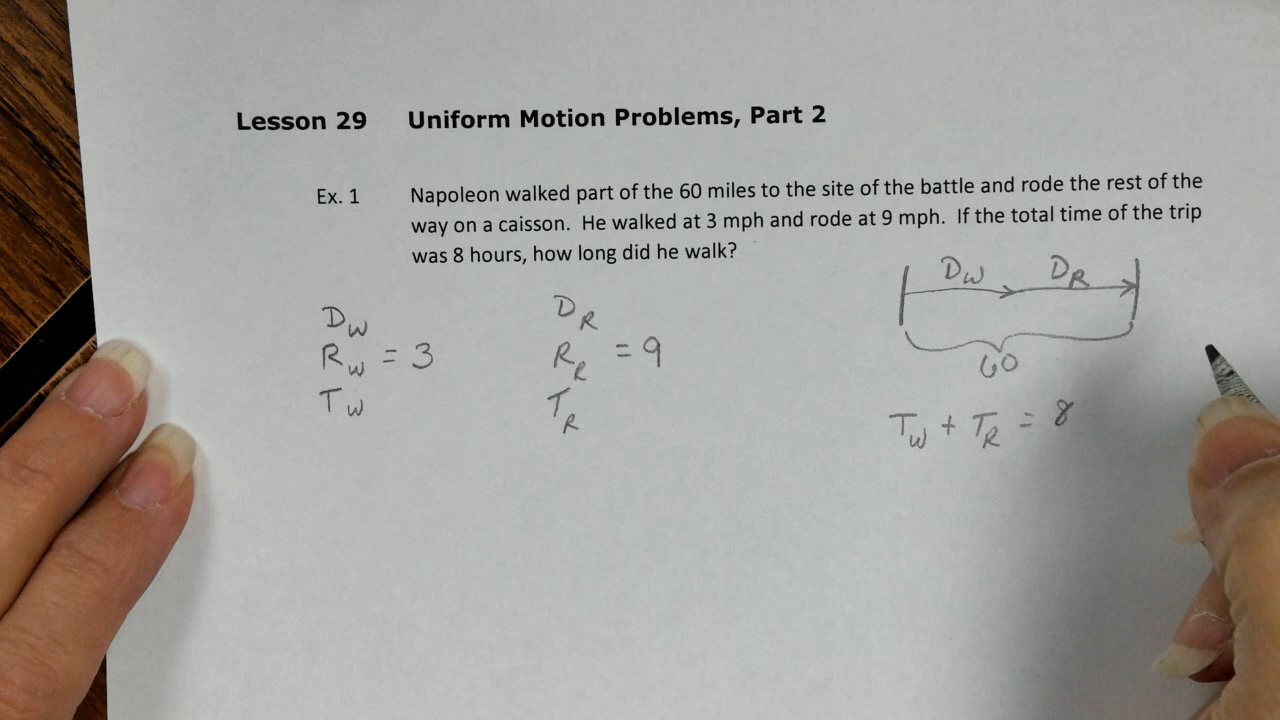 Lesson 29 Uniform Motion Problems, Part 2
Ex. 1 Napoleon walked part of the 60 miles to the site of the battle and rode the rest of the
way on a caisson. He walked at 3 mph and rode at 9 mph. If the total time of the trip
was 8 hours, how long did he walk?
D_W D_R
60
D_W D_R
R_W = 3 R_R = 9
T_W T_R
T_W + T_R = 8